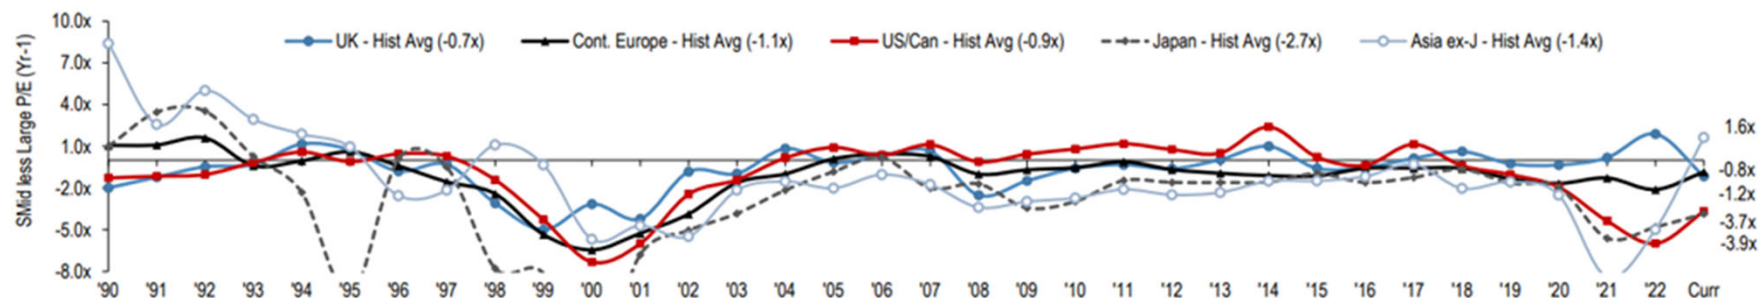 SMid less Large P/E (Yr-1)
10.0x
7.0x
4.0x
1.0x
-2.0x
-5.0x
-8.0x
UK - Hist Avg (-0.7x)
Cont. Europe - Hist Avg (-1.1x)
US/Can - Hist Avg (-0.9x)
Japan - Hist Avg (-2.7x)
Asia ex-J - Hist Avg (-1.4x)
1.6x
-0.8x
-1.2x
-3.7x
-3.9x
'90 '91 '92 '93 '94 '95 '96 '97 '98 '99 '00 '01 '02 '03 '04 '05 '06 '07 '08 '09 '10 '11 '12 '13 '14 '15 '16 '17 '18 '19 '20 '21 '22 Curr